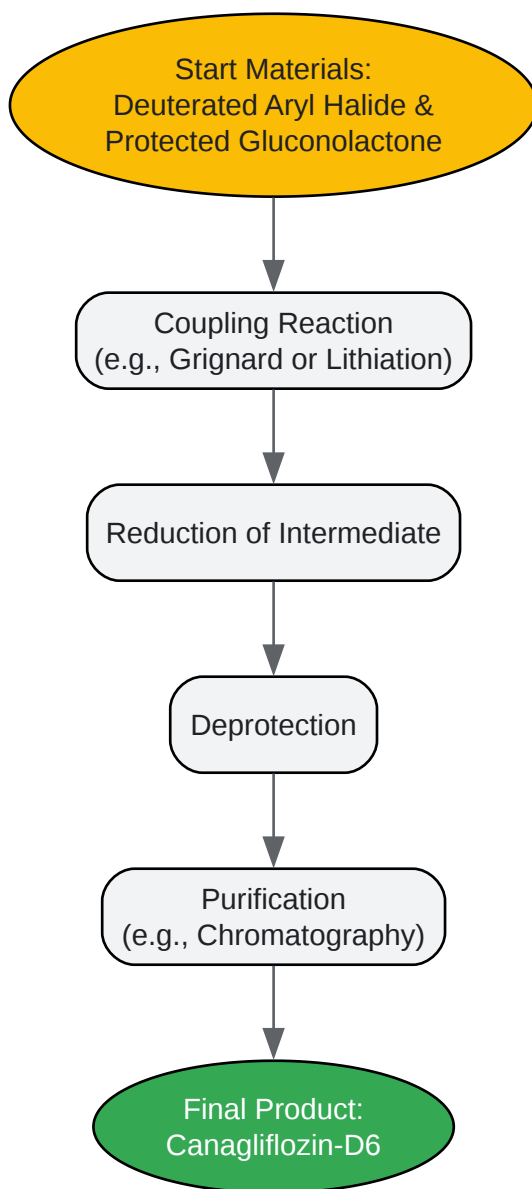 Start Materials:
Deuterated Aryl Halide &
Protected Gluconolactone
Coupling Reaction
(e.g., Grignard or Lithiation)
Reduction of Intermediate
Deprotection
Purification
(e.g., Chromatography)
Final Product:
Canagliflozin-D6